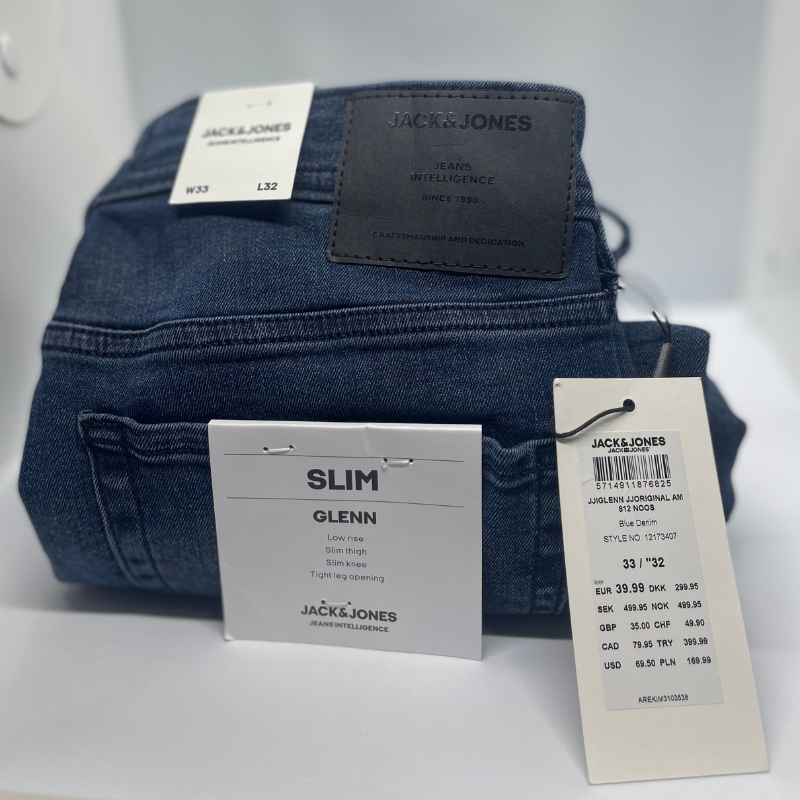 JACK&JONES
JEANS INTELLIGENCE
W33 L32
JACK&JONES
JEANS
INTELLIGENCE
SINCE 1990
CRAFTSMANSHIP AND DEDICATION
SLIM
GLENN
Low rise
Slim thigh
Slim knee
Tight leg opening
JACK&JONES
JEANS INTELLIGENCE
JACK&JONES
JACK&JONES
5714911876625
JJIGLENN JJORIGINAL AM
812 NOOS
Blue Denim
STYLE NO. 12173407
33 / "32
RRP
EUR 39.99 DKK 299.95
SEK 499.95 NOK 499.95
GBP 35.00 CHF 49.90
CAD 79.95 TRY 399.99
USD 69.50 PLN 169.99
AREKIM3103538